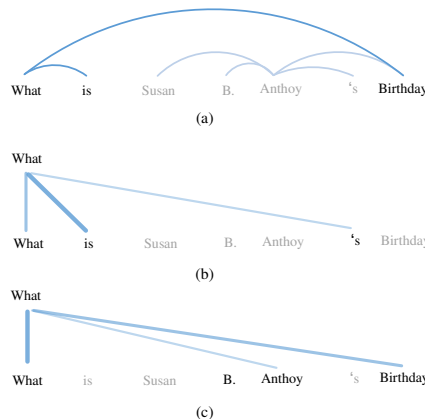 What is Susan B. Anthoy ‘s Birthday
(a)
What
What is Susan B. Anthoy ‘s Birthday
(b)
What
What is Susan B. Anthoy ‘s Birthday
(c)